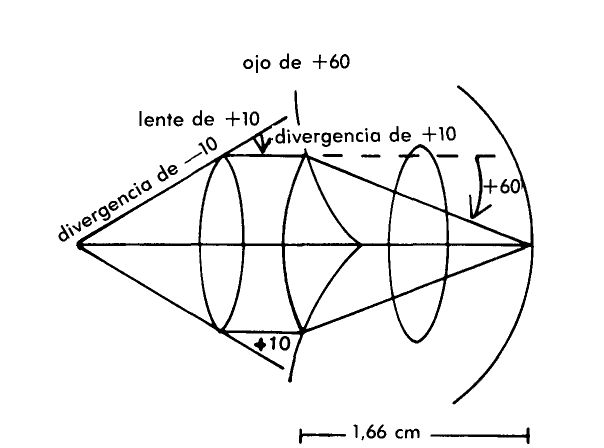 ojo de +60
lente de +10
divergencia de +10
divergencia de —10
+60
+10
1,66 cm